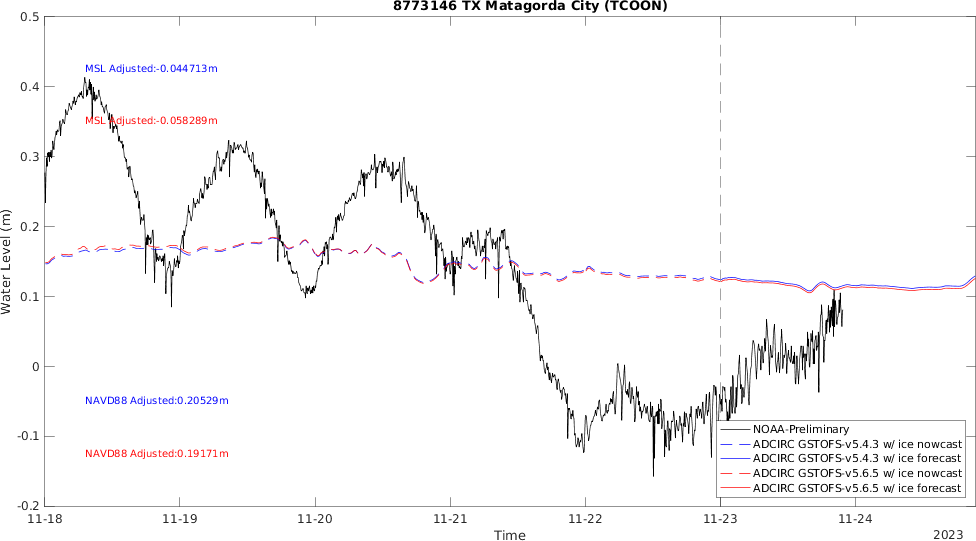 8773146 TX Matagorda City (TCOON)
Water Level (m)
0.5
0.4
0.3
0.2
0.1
0
-0.1
-0.2
MSL Adjusted:-0.044713m
MSL Adjusted:-0.058289m
NAVD88 Adjusted:0.20529m
NAVD88 Adjusted:0.19171m
NOAA-Preliminary
ADCIRC GSTOFS-v5.4.3 w/ ice nowcast
ADCIRC GSTOFS-v5.4.3 w/ ice forecast
ADCIRC GSTOFS-v5.6.5 w/ ice nowcast
ADCIRC GSTOFS-v5.6.5 w/ ice forecast
11-18 11-19 11-20 11-21 11-22 11-23 11-24
Time
2023